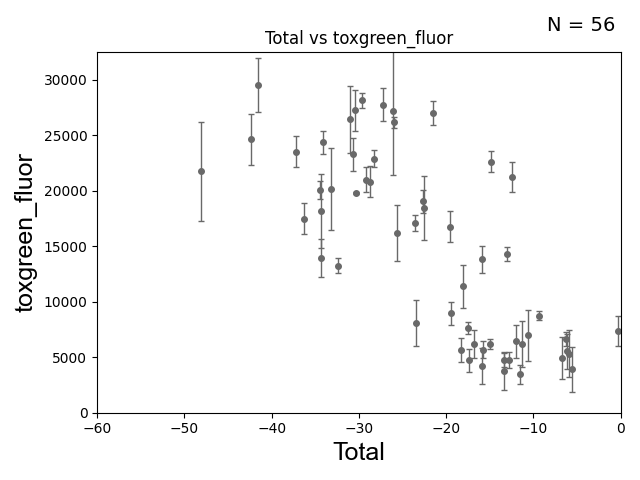 N = 56
Total vs toxgreen_fluor
30000
25000
20000
15000
10000
5000
0
toxgreen_fluor
−60 −50 −40 −30 −20 −10 0
Total